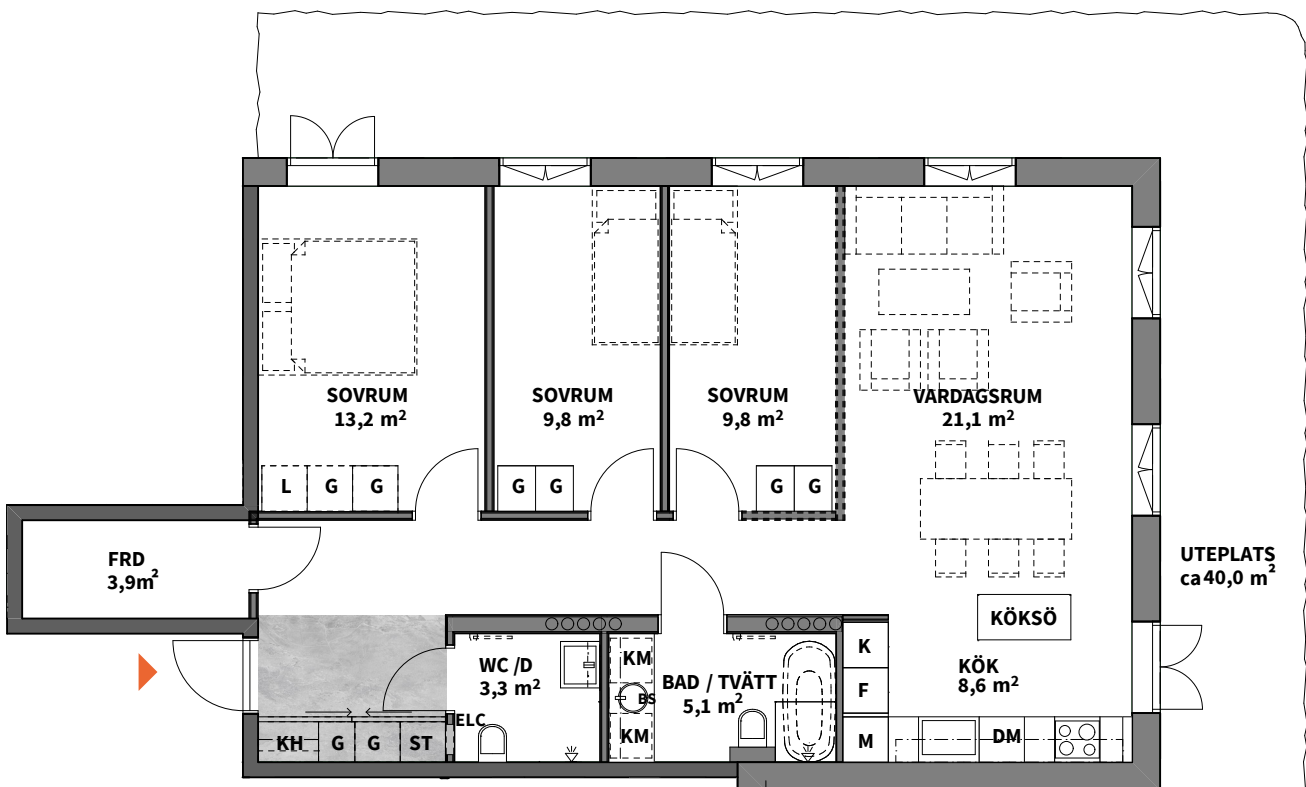 SOVRUM
13,2 m²
SOVRUM
9,8 m²
SOVRUM
9,8 m²
VARDAGSRUM
21,1 m²
L G G
G G
G G
FRD
3,9m²
UTEPLATS
ca40,0 m²
KÖKSÖ
WC /D
3,3 m²
KM
BS
KM
BAD / TVÄTT
5,1 m²
K
F
M
KÖK
8,6 m²
DM
ELC
KH G G ST